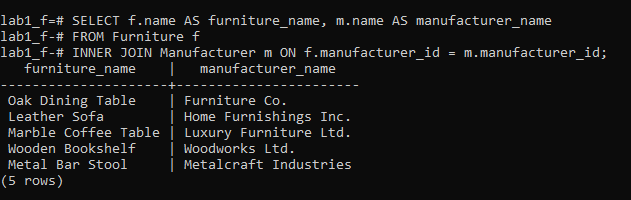 lab1_f=# SELECT f.name AS furniture_name, m.name AS manufacturer_name
lab1_f-# FROM Furniture f
lab1_f-# INNER JOIN Manufacturer m ON f.manufacturer_id = m.manufacturer_id;
   furniture_name    |   manufacturer_name
---------------------+-----------------------
 Oak Dining Table    | Furniture Co.
 Leather Sofa        | Home Furnishings Inc.
 Marble Coffee Table | Luxury Furniture Ltd.
 Wooden Bookshelf    | Woodworks Ltd.
 Metal Bar Stool     | Metalcraft Industries
(5 rows)